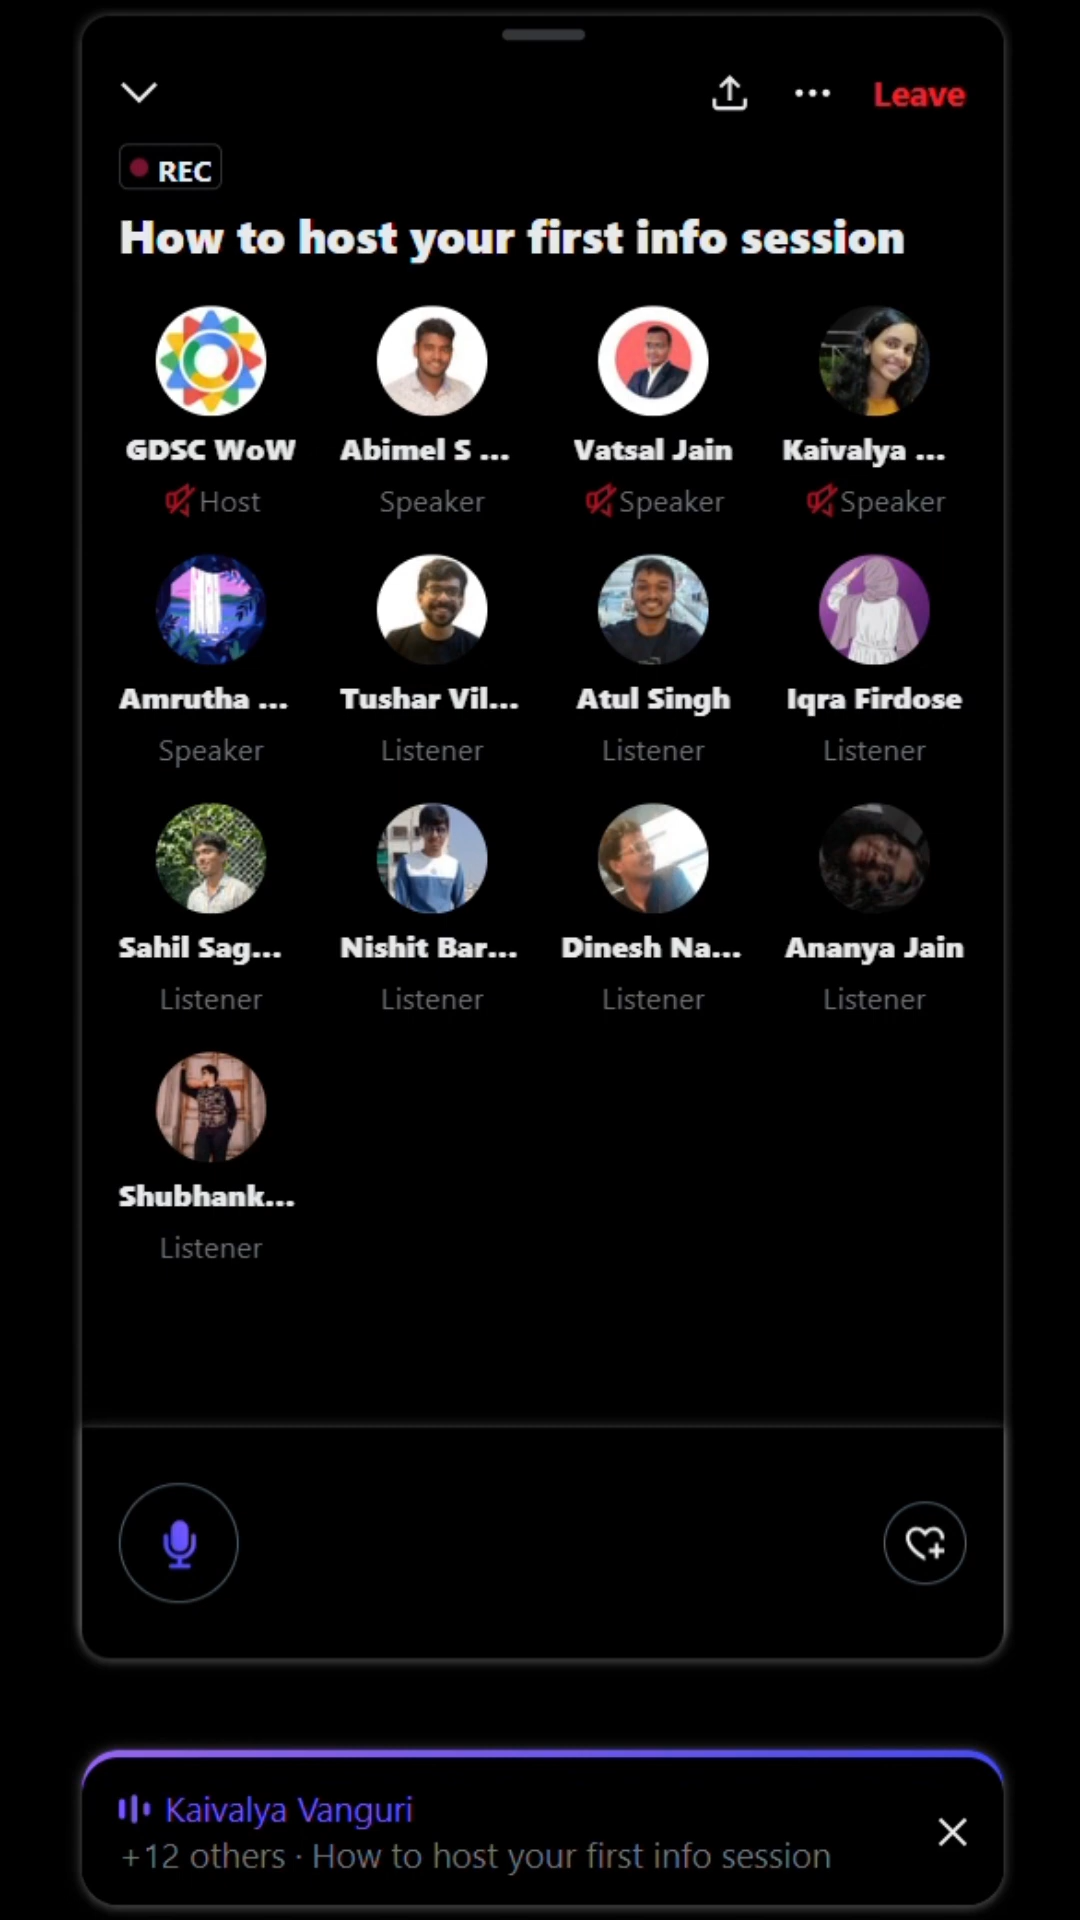 Leave
REC
How to host your first info session
GDSC WoW Abimel S ... Vatsal Jain Kaivalya ...
Host Speaker Speaker Speaker
Amrutha ... Tushar Vil... Atul Singh Iqra Firdose
Speaker Listener Listener Listener
Sahil Sag... Nishit Bar... Dinesh Na... Ananya Jain
Listener Listener Listener Listener
Shubhank...
Listener
Kaivalya Vanguri
+12 others · How to host your first info session